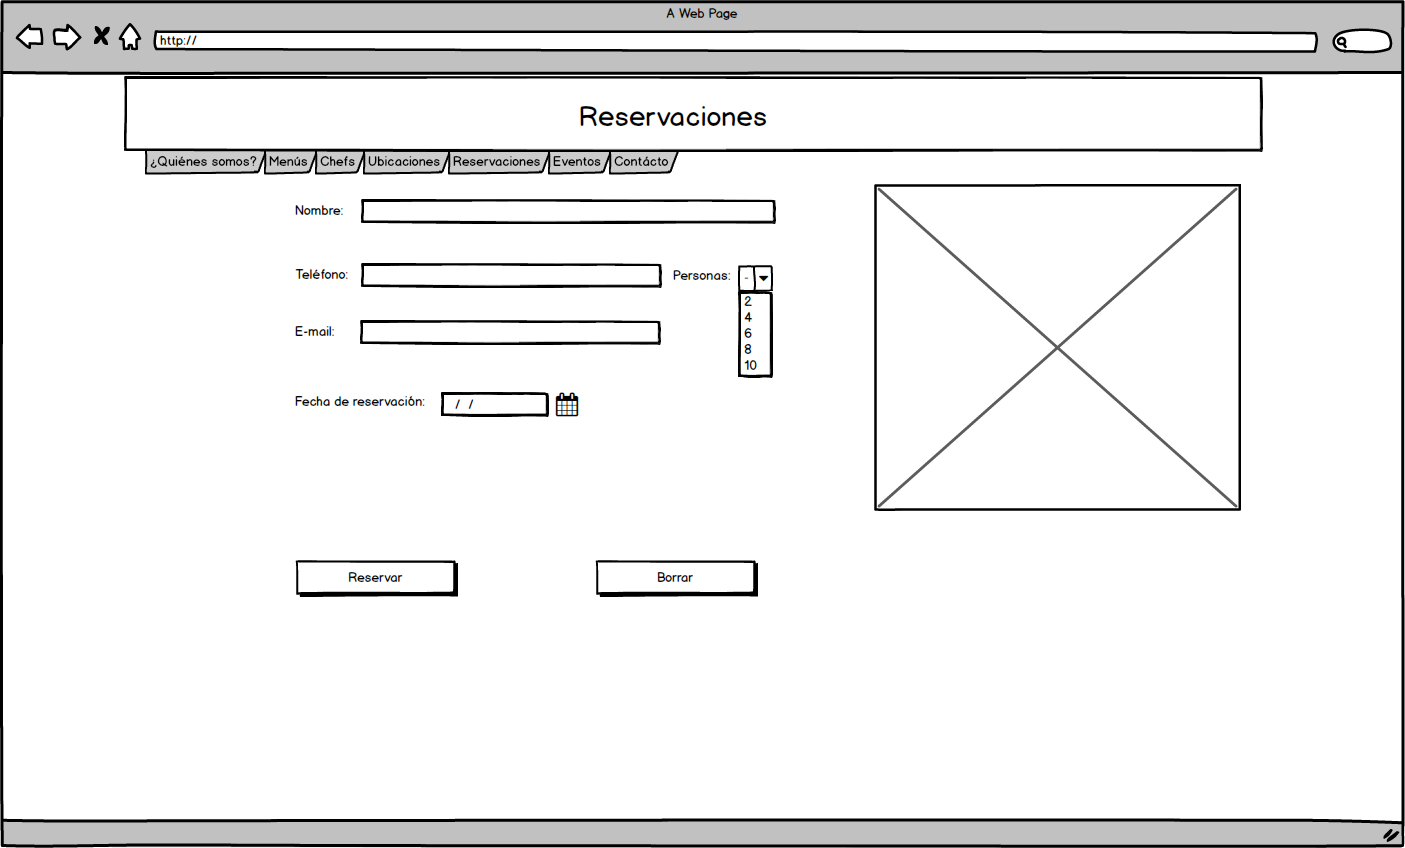 A Web Page
http://
Reservaciones
¿Quiénes somos? Menús Chefs Ubicaciones Reservaciones Eventos Contácto
Nombre:
Teléfono:
Personas: -
2
4
6
8
10
E-mail:
Fecha de reservación: / /
Reservar
Borrar